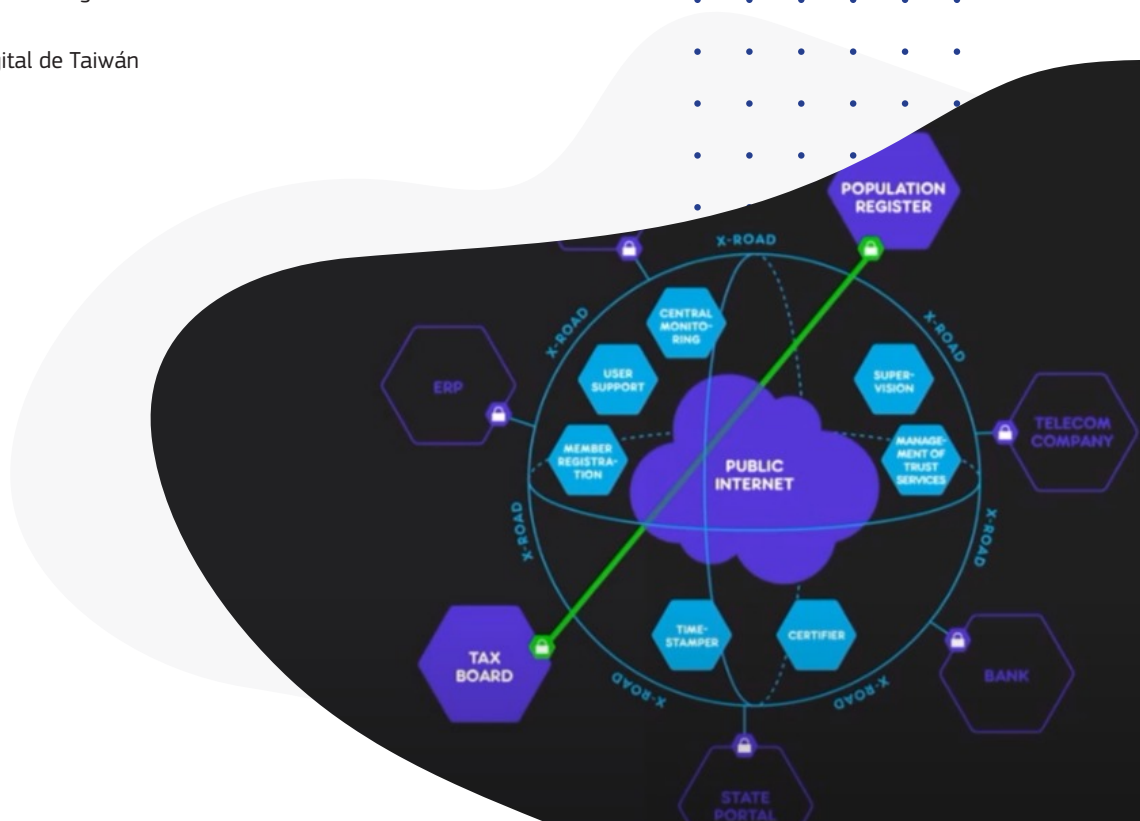 ital de Taiwán
POPULATION
REGISTER
X-ROAD
CENTRAL
MONITO-
RING
X-ROAD
X-ROAD
USER
SUPPORT
SUPER-
VISION
ERP
TELECOM
COMPANY
MEMBER
REGISTRA-
TION
MANAGE-
MENT OF
TRUST
SERVICES
PUBLIC
INTERNET
X-ROAD
X-ROAD
TIME-
STAMPER
CERTIFIER
TAX
BOARD
BANK
X-ROAD
X-ROAD
STATE
PORTAL